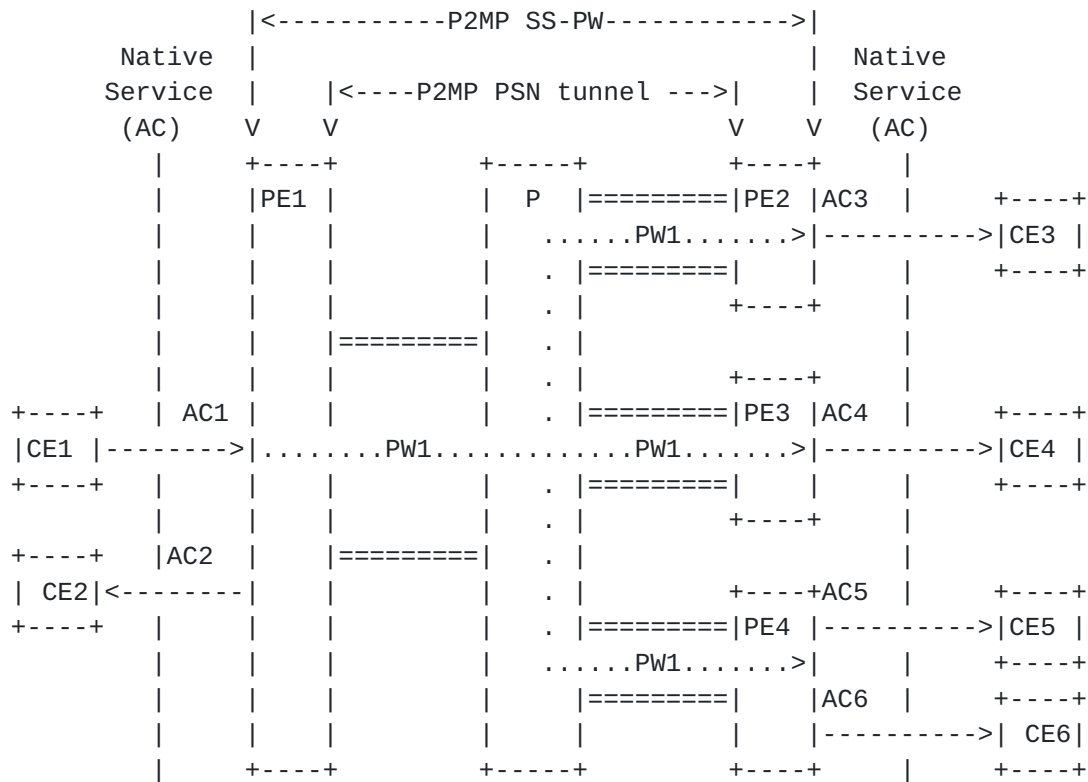 |<-----------P2MP SS-PW------------>|
Native | | Native
Service | |<----P2MP PSN tunnel --->| | Service
(AC) V V V V (AC)
| +----+ +-----+ +----+ |
| |PE1 | | P |=========|PE2 |AC3 | +----+
| | | | ......PW1.......>|---------->|CE3 |
| | | | . |=========| | | +----+
| | | | . | +----+ |
| | |=========| . | |
| | | | . | +----+ |
+----+ | AC1 | | | . |=========|PE3 |AC4 | +----+
|CE1 |-------->|........PW1.............PW1.......>|---------->|CE4 |
+----+ | | | | . |=========| | | +----+
| | | | . | +----+ |
+----+ |AC2 | |=========| . | |
| CE2|<--------| | | . | +----+AC5 | +----+
+----+ | | | | . |=========|PE4 |---------->|CE5 |
| | | | ......PW1.......>| | +----+
| | | | |=========| |AC6 | +----+
| | | | | | |---------->| CE6|
| +----+ +-----+ +----+ | +----+